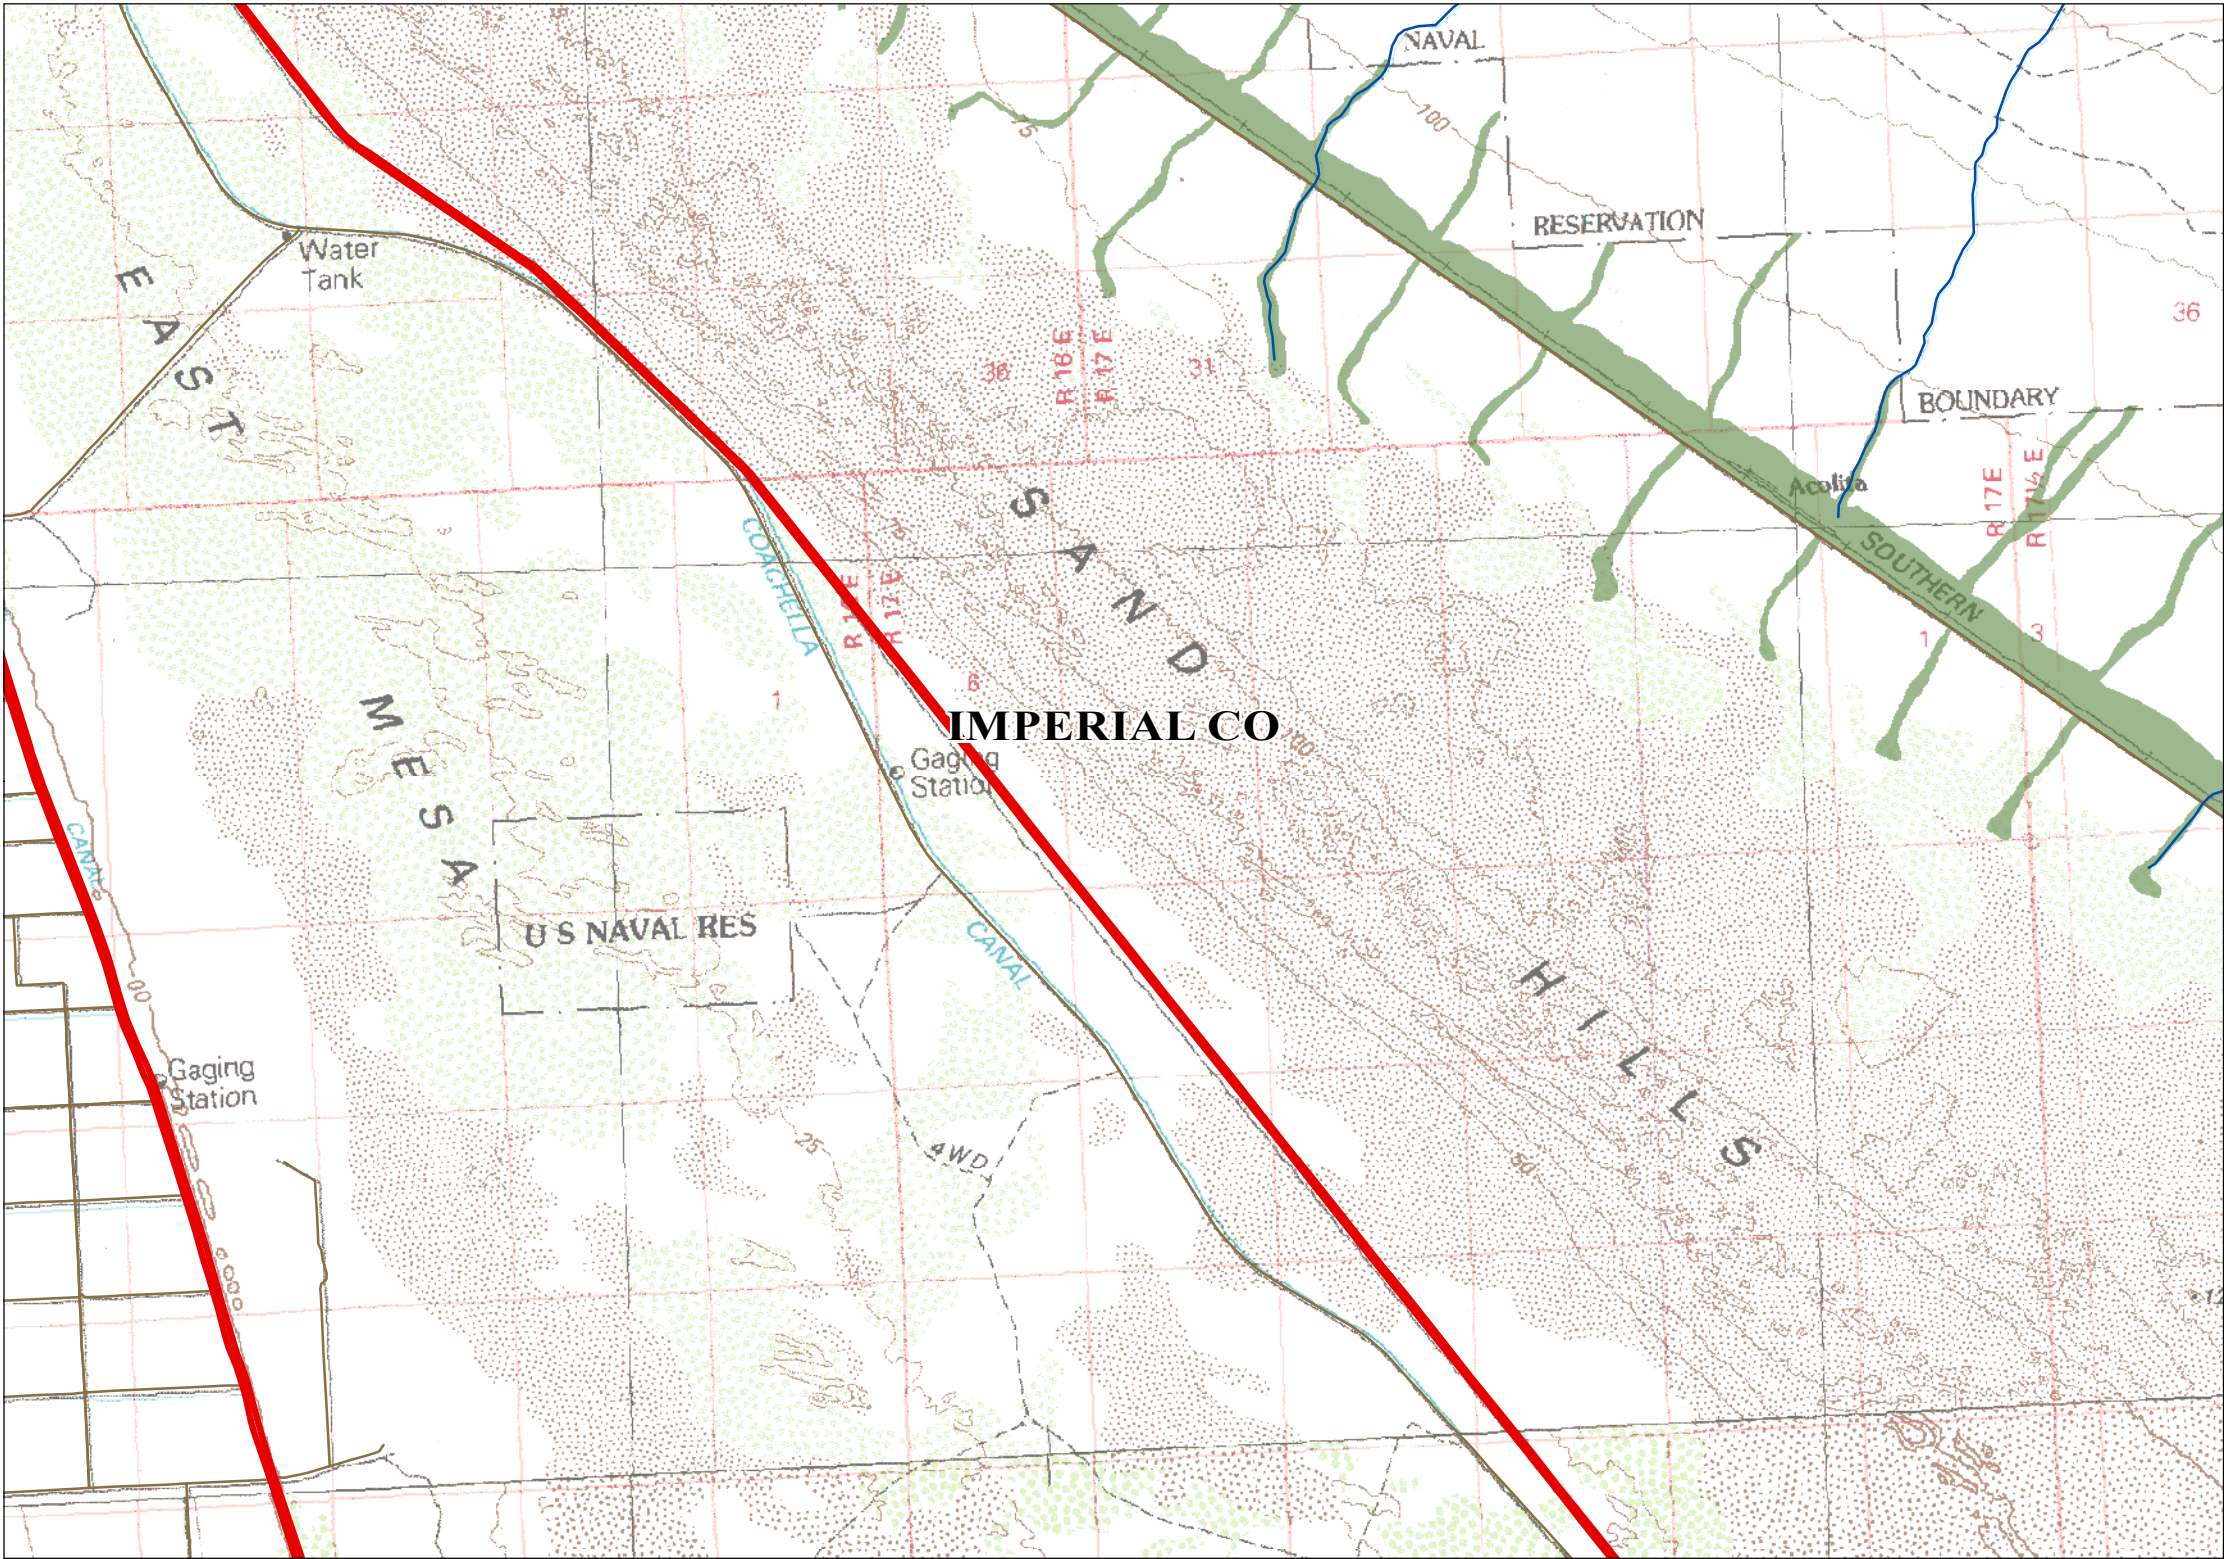 NAVAL
75
100
RESERVATION
Water
Tank
EAST
36
36
R 16 E
R 17 E
31
BOUNDARY
SAND
Acolita
R 17 E
R 17½ E
COACHELLA
SOUTHERN
R 17 E
1
3
6
1
MESA
IMPERIAL CO
Gaging
Station
CANAL
U S NAVAL RES
CANAL
HILLS
Gaging
Station
25
4WD
50